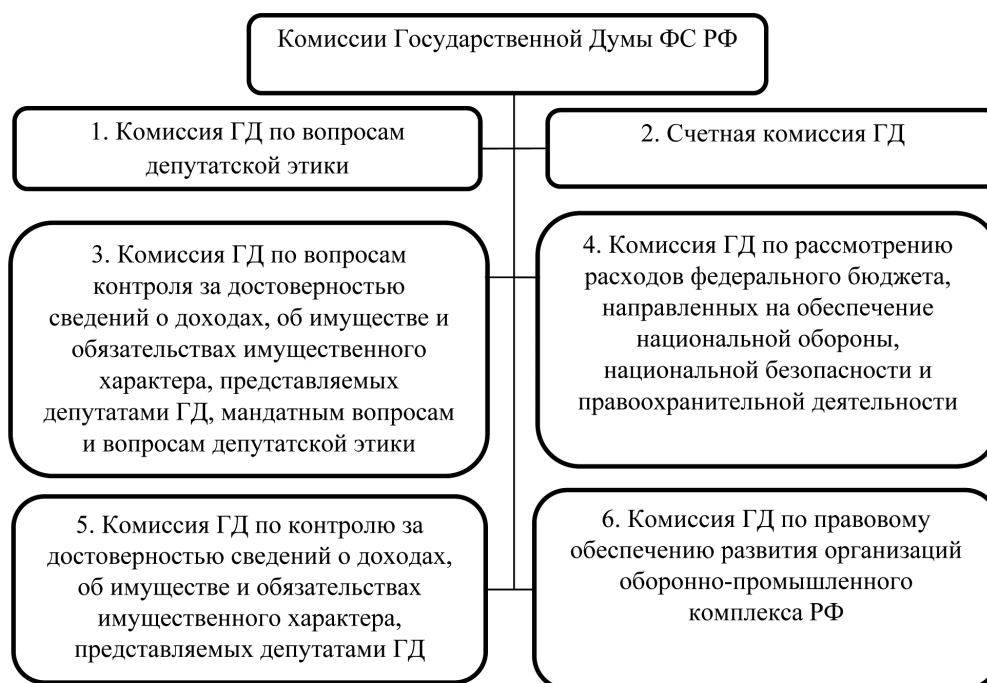 Комиссии Государственной Думы ФС РФ
1. Комиссия ГД по вопросам
депутатской этики
2. Счетная комиссия ГД
3. Комиссия ГД по вопросам
контроля за достоверностью
сведений о доходах, об имуществе и
обязательствах имущественного
характера, представляемых
депутатами ГД, мандатным вопросам
и вопросам депутатской этики
4. Комиссия ГД по рассмотрению
расходов федерального бюджета,
направленных на обеспечение
национальной обороны,
национальной безопасности и
правоохранительной деятельности
5. Комиссия ГД по контролю за
достоверностью сведений о доходах,
об имуществе и обязательствах
имущественного характера,
представляемых депутатами ГД
6. Комиссия ГД по правовому
обеспечению развития организаций
оборонно-промышленного
комплекса РФ